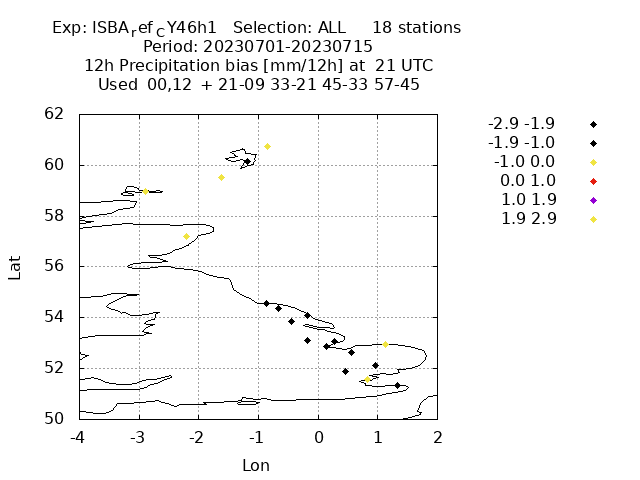 Exp: ISBA_ref_CY46h1 Selection: ALL 18 stations
Period: 20230701-20230715
12h Precipitation bias [mm/12h] at 21 UTC
Used 00,12 + 21-09 33-21 45-33 57-45
-2.9 -1.9
-1.9 -1.0
-1.0 0.0
0.0 1.0
1.0 1.9
1.9 2.9
62
60
58
56
54
52
50
Lat
-4 -3 -2 -1 0 1 2
Lon